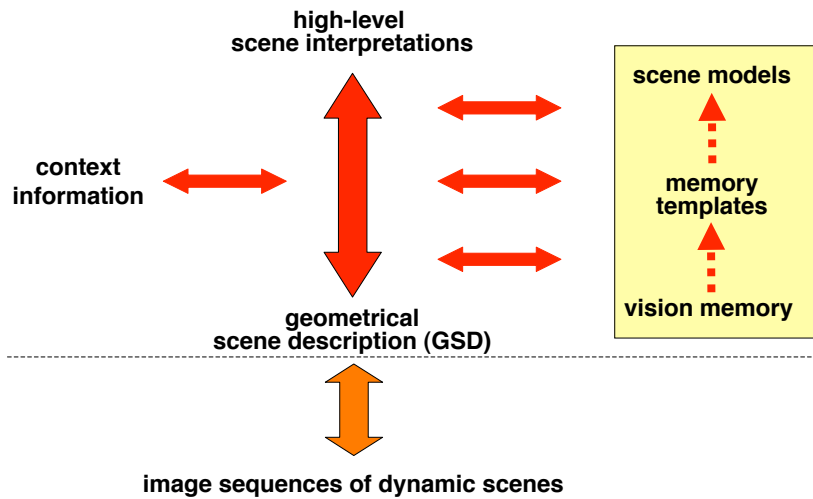 high-level
scene interpretations
scene models
context
information
memory
templates
vision memory
geometrical
scene description (GSD)
image sequences of dynamic scenes